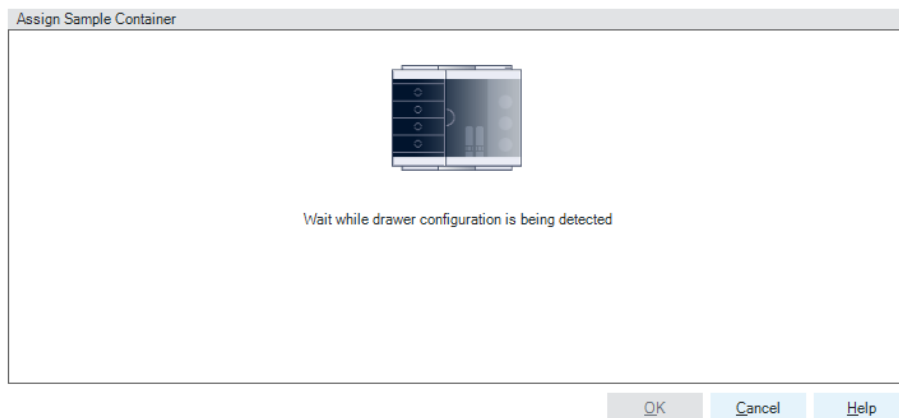 Assign Sample Container
Wait while drawer configuration is being detected
OK
Cancel
Help